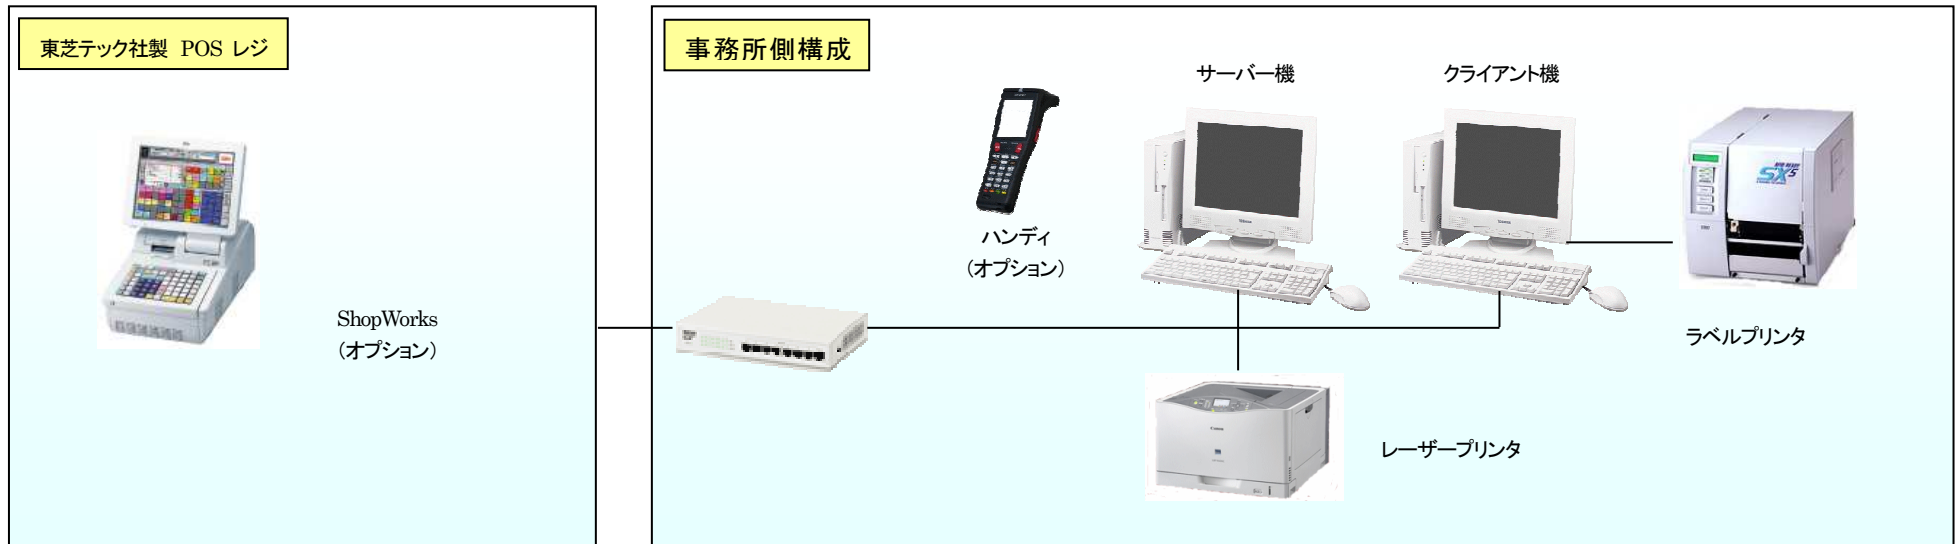 東芝テック社製 POS レジ
ShopWorks
(オプション)
事務所側構成
ハンディ
(オプション)
サーバー機
クライアント機
SX5
ラベルプリンタ
Canon
レーザープリンタ